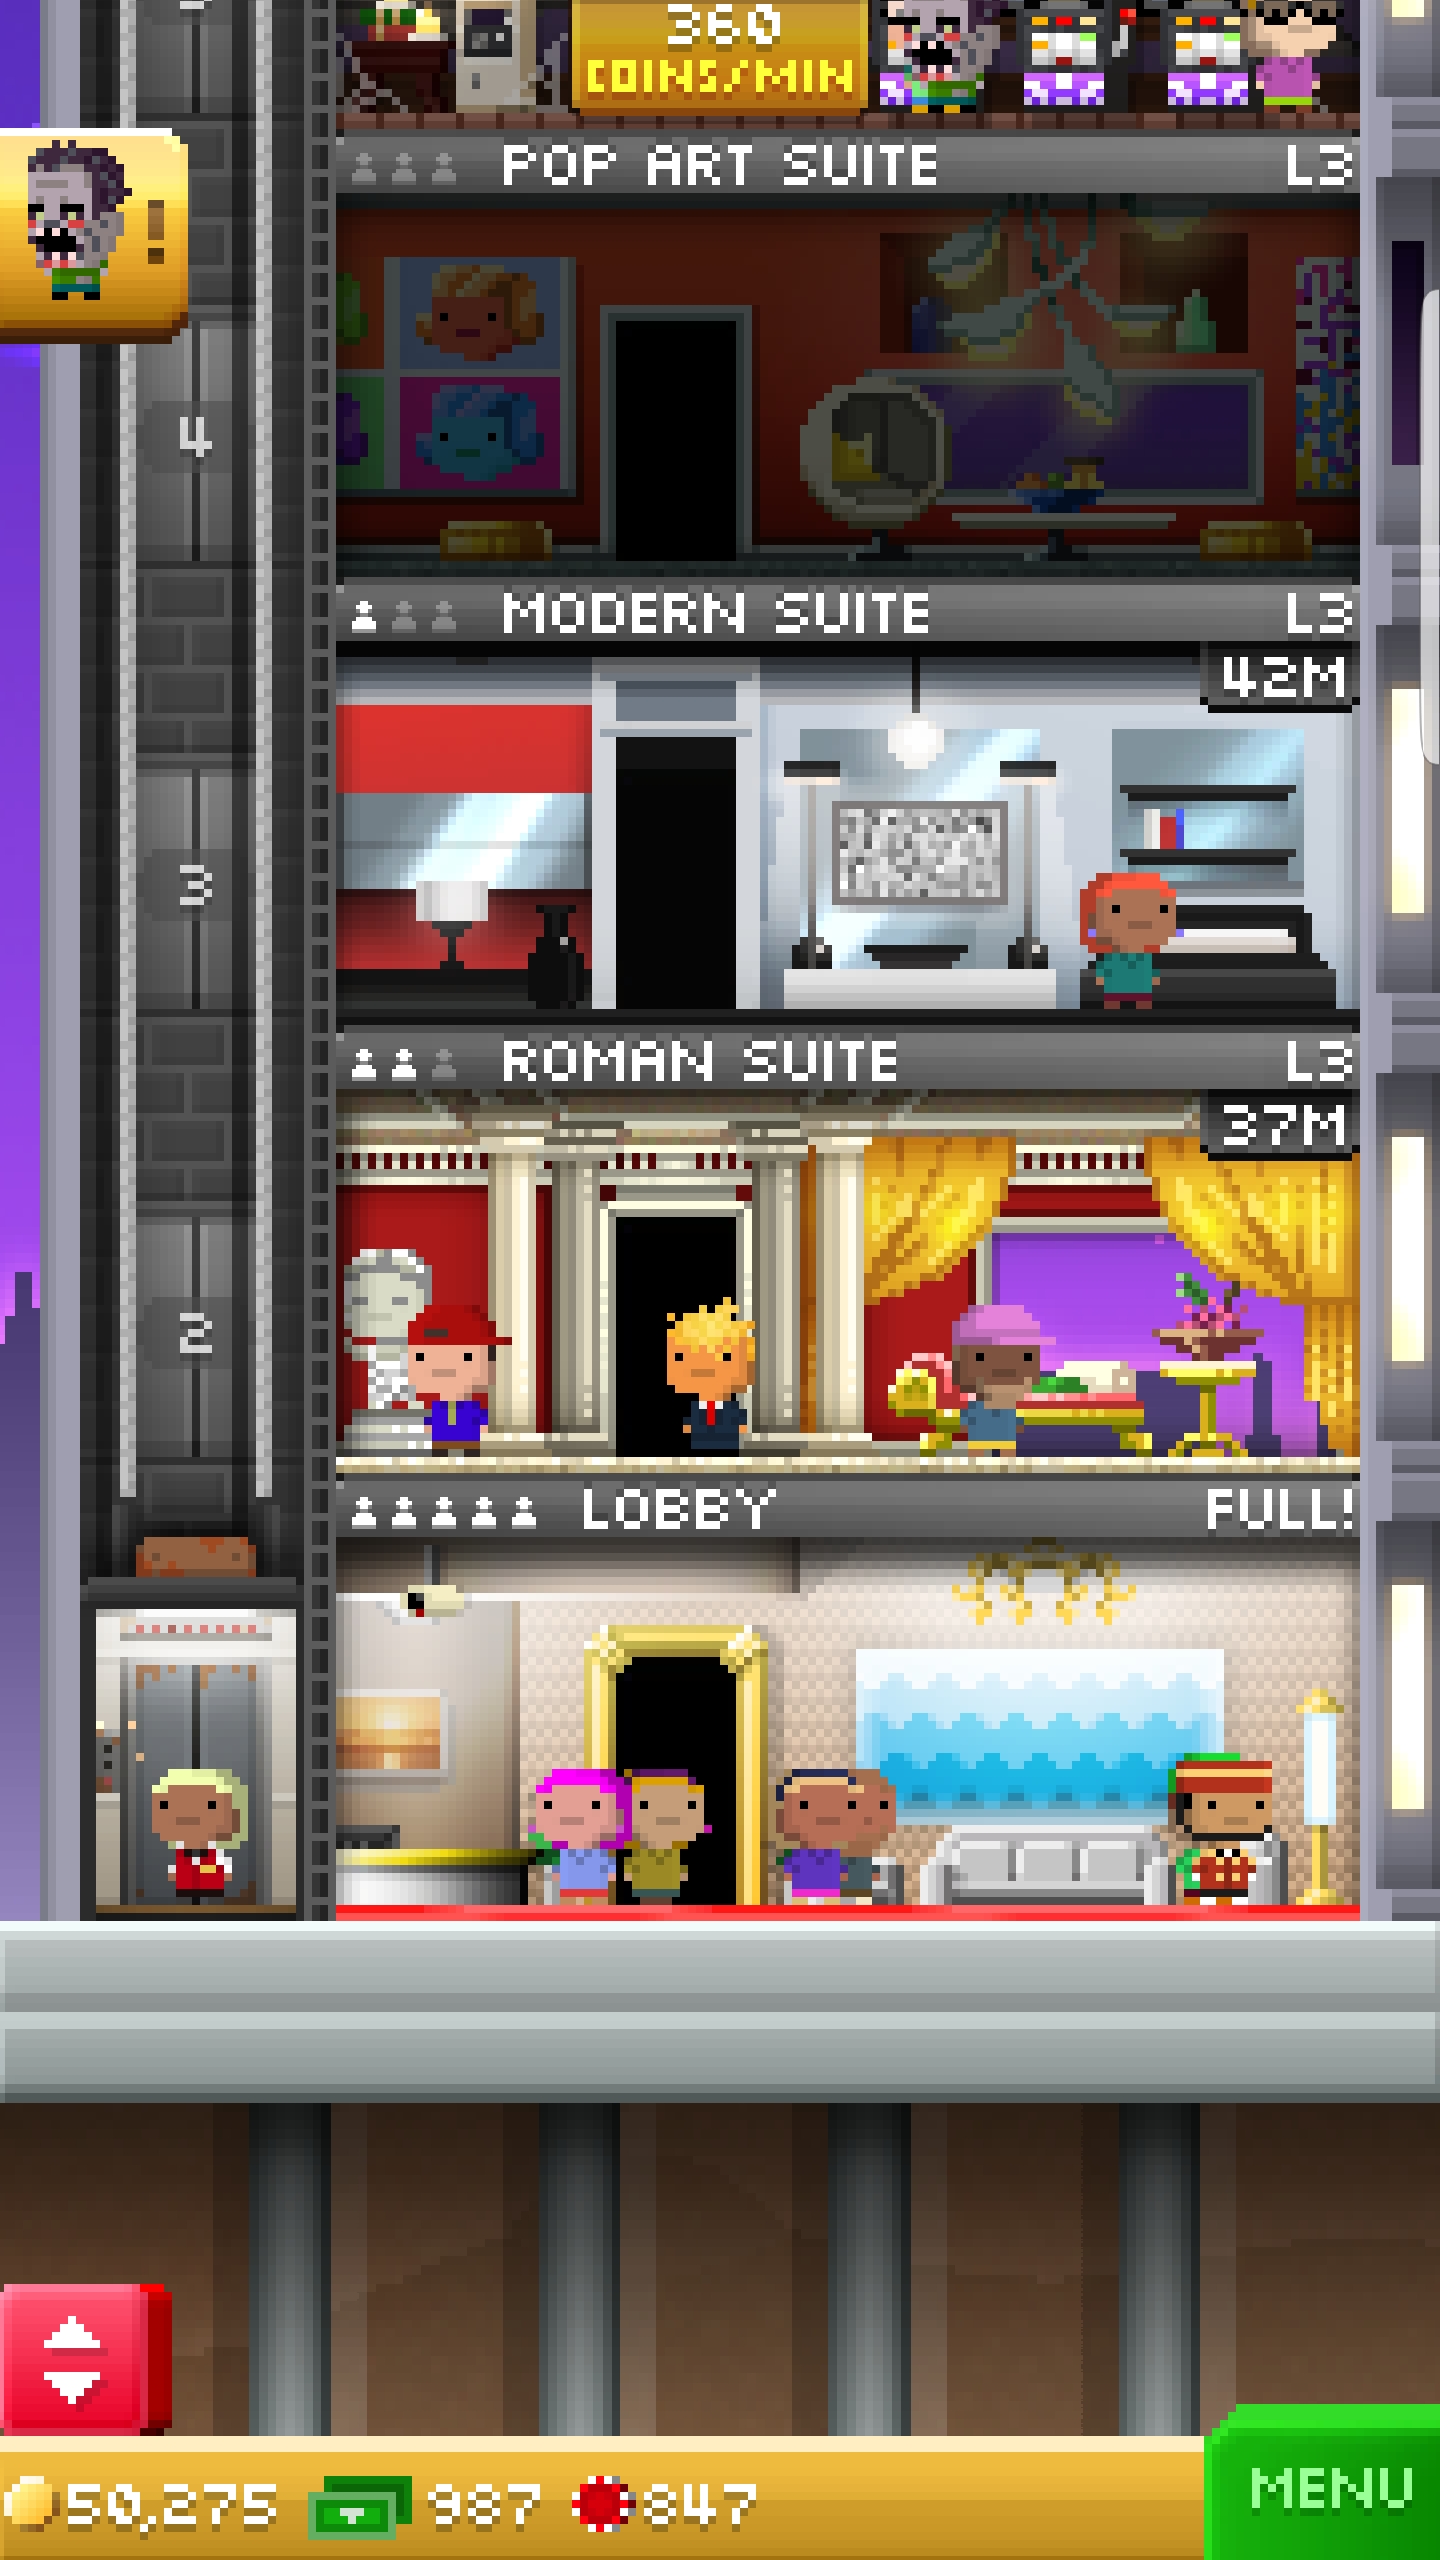 360
COINS/MIN
POP ART SUITE L3
!
4
MODERN SUITE L3
42M
3
ROMAN SUITE L3
37M
2
LOBBY FULL!
50,275 987 847
MENU